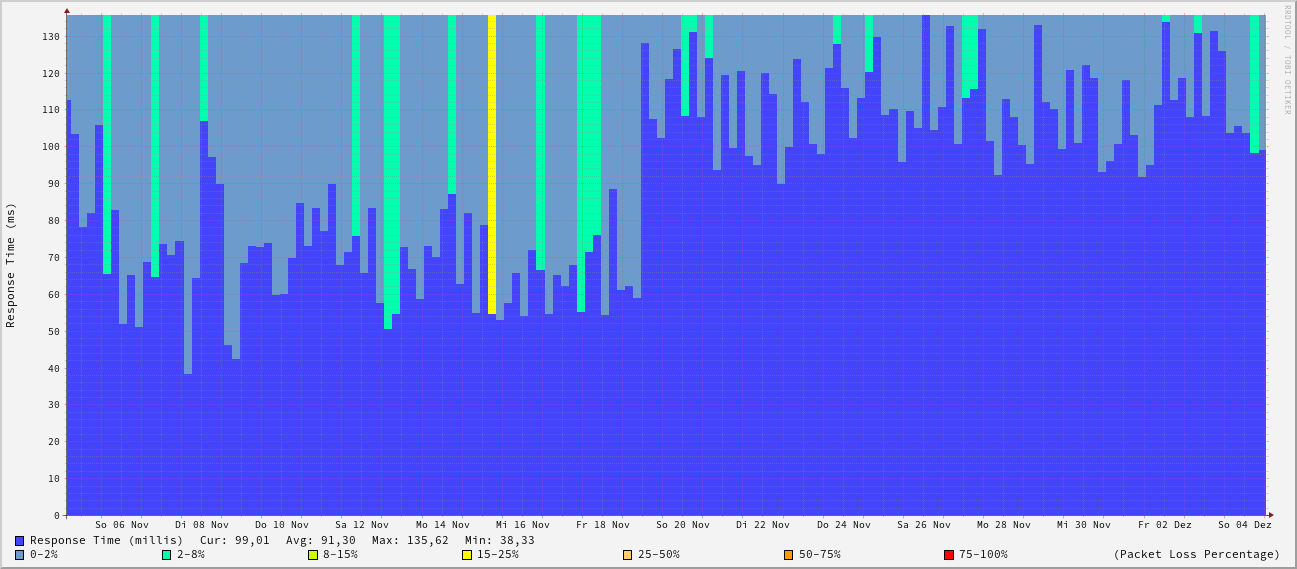 RRDTOOL / TOBI OETIKER
Response Time (ms)
130
120
110
100
90
80
70
60
50
40
30
20
10
0
So 06 Nov Di 08 Nov Do 10 Nov Sa 12 Nov Mo 14 Nov Mi 16 Nov Fr 18 Nov So 20 Nov Di 22 Nov Do 24 Nov Sa 26 Nov Mo 28 Nov Mi 30 Nov Fr 02 Dez So 04 Dez
Response Time (millis) Cur: 99,01 Avg: 91,30 Max: 135,62 Min: 38,33
0-2% 2-8% 8-15% 15-25% 25-50% 50-75% 75-100% (Packet Loss Percentage)